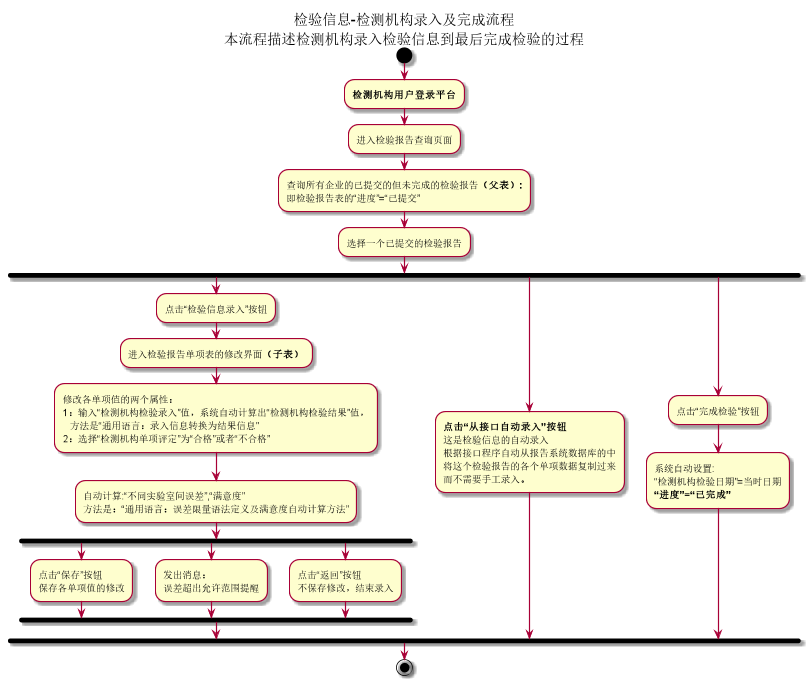 检验信息-检测机构录入及完成流程
本流程描述检测机构录入检验信息到最后完成检验的过程
检测机构用户登录平台
进入检验报告查询页面
查询所有企业的已提交的但未完成的检验报告（父表）：
即检验报告表的“进度”=“已提交”
选择一个已提交的检验报告
点击“检验信息录入”按钮
进入检验报告单项表的修改界面（子表）
修改各单项值的两个属性：
1：输入“检测机构检验录入”值，系统自动计算出“检测机构检验结果”值，
方法是“通用语言：录入信息转换为结果信息”
2：选择“检测机构单项评定”为“合格”或者“不合格”
自动计算:“不同实验室间误差”,“满意度”
方法是：“通用语言：误差限量语法定义及满意度自动计算方法”
点击“保存”按钮
保存各单项值的修改
发出消息：
误差超出允许范围提醒
点击“返回”按钮
不保存修改，结束录入
点击“从接口自动录入”按钮
这是检验信息的自动录入
根据接口程序自动从报告系统数据库的中
将这个检验报告的各个单项数据复制过来
而不需要手工录入。
点击“完成检验”按钮
系统自动设置:
“检测机构检验日期”=当时日期
“进度”=“已完成”